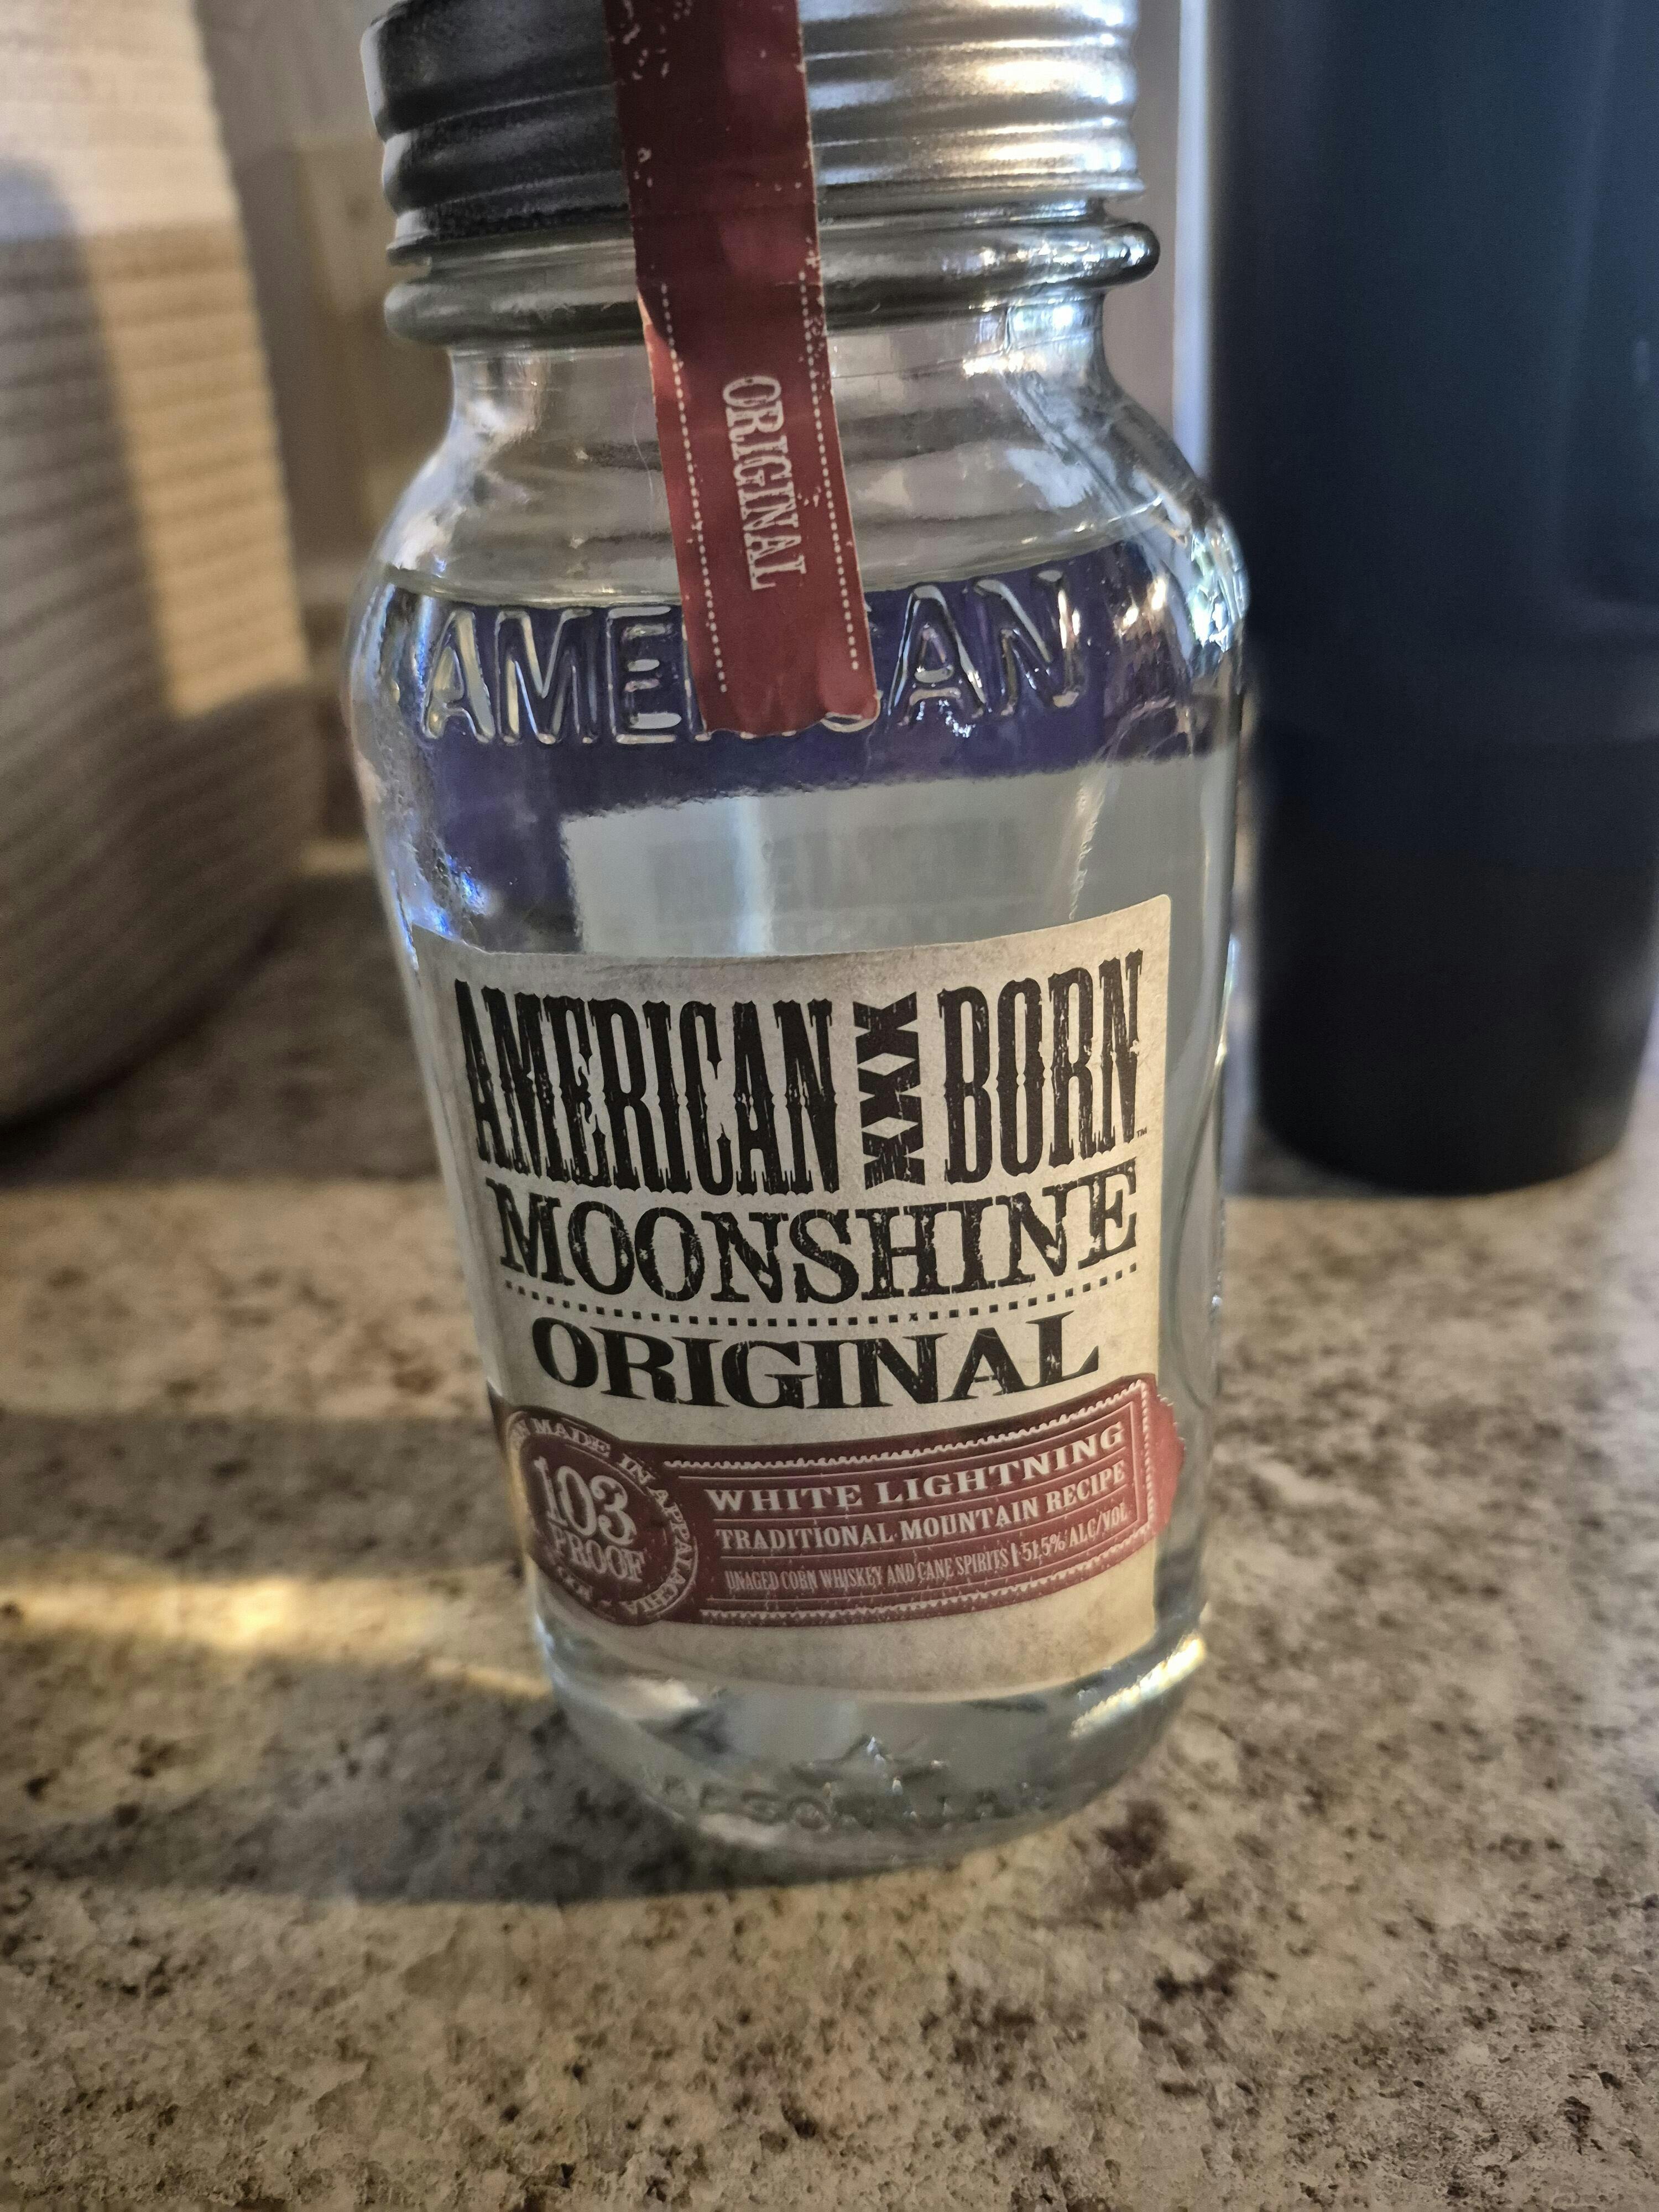 ORIGINAL
AMERICAN
AMERICAN XXX BORN™
MOONSHINE
ORIGINAL
MADE IN APPALACHIA
103
PROOF
WHITE LIGHTNING
TRADITIONAL MOUNTAIN RECIPE
UNAGED CORN WHISKEY AND CANE SPIRITS | 51.5% ALC/VOL